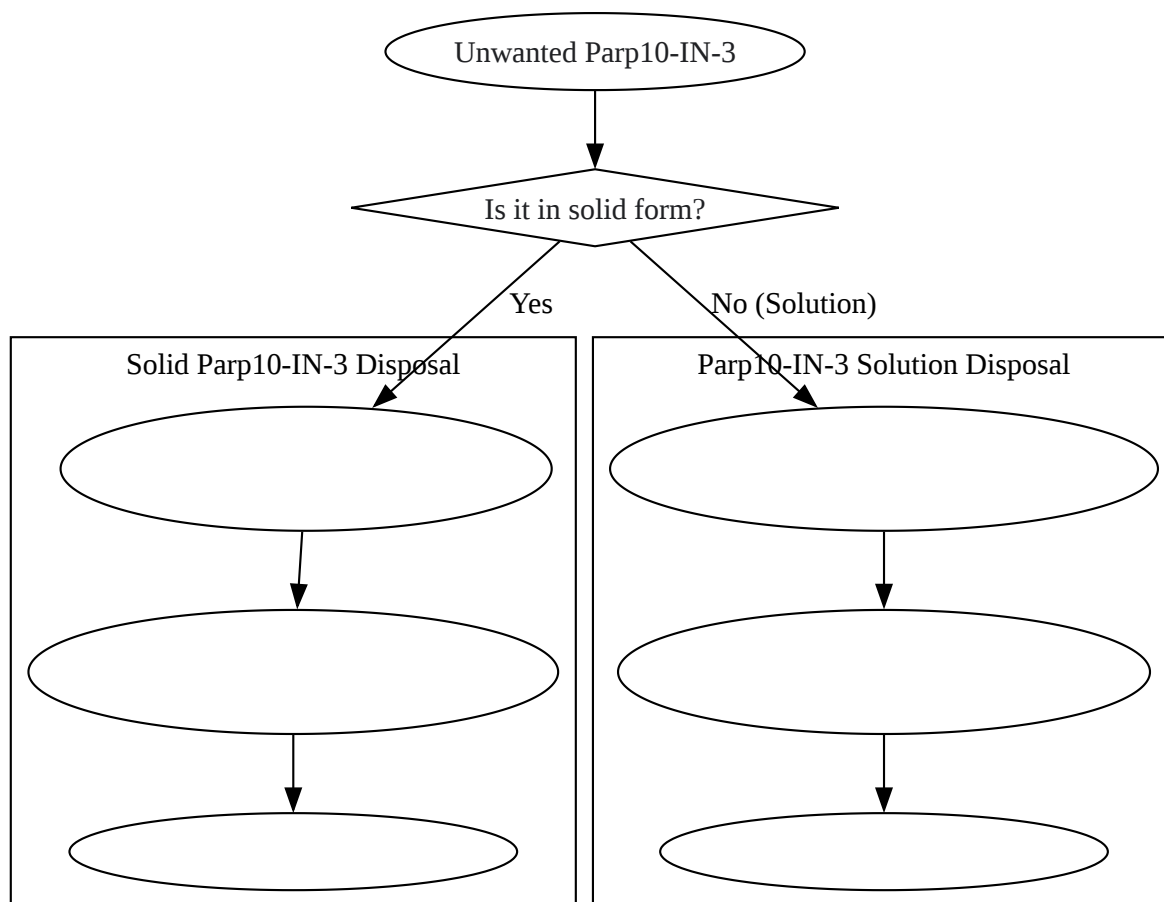 Unwanted Parp10-IN-3
Is it in solid form?
Yes
No (Solution)
Solid Parp10-IN-3 Disposal
Parp10-IN-3 Solution Disposal